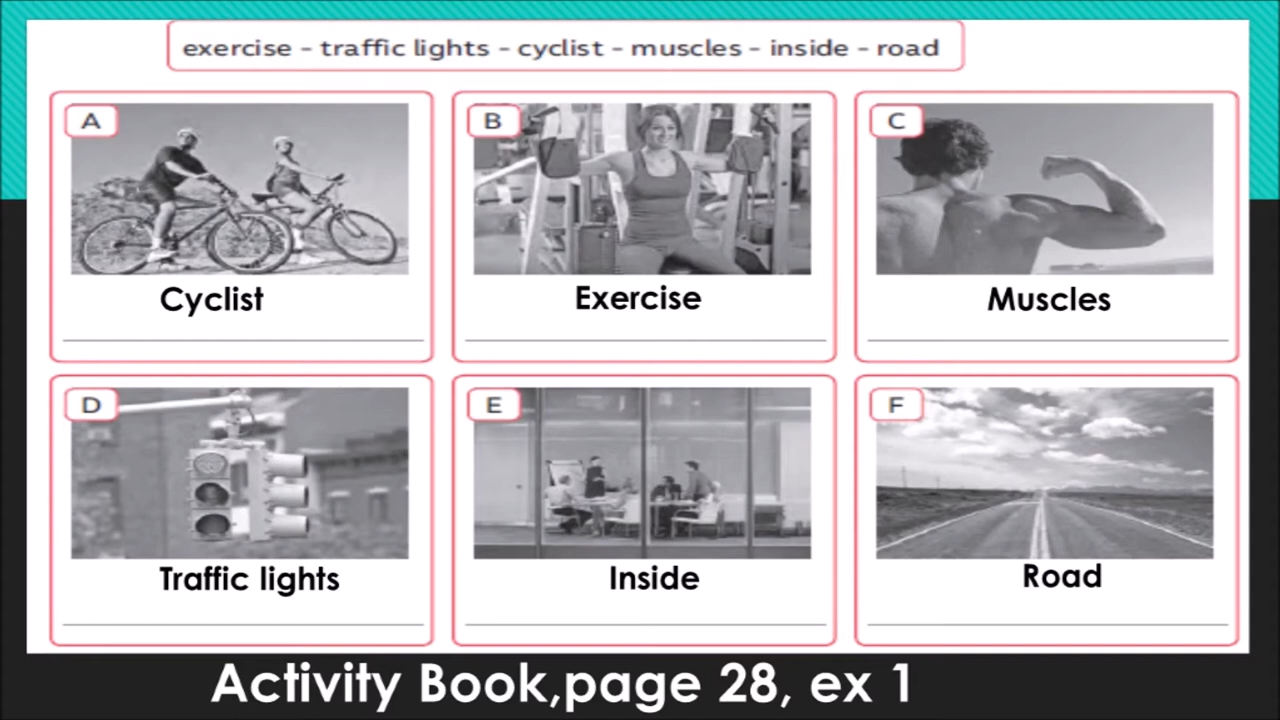 exercise - traffic lights - cyclist - muscles - inside - road
A
B
C
Cyclist
Exercise
Muscles
D
E
F
Traffic lights
Inside
Road
Activity Book,page 28, ex 1